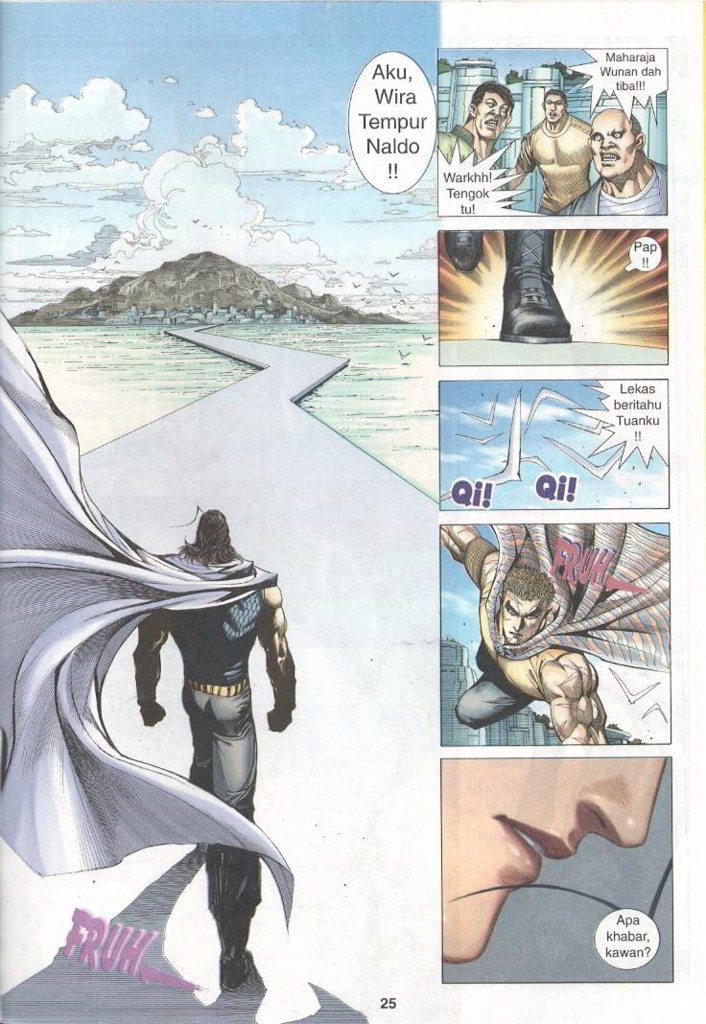 Aku,
Wira
Tempur
Naldo
!!
FRUH
Maharaja
Wunan dah
tiba!!!
Warkhh!
Tengok
tu!
Pap
!!
Lekas
beritahu
Tuanku
!!
Qi!
Qi!
FRUH
Apa
khabar,
kawan?
25